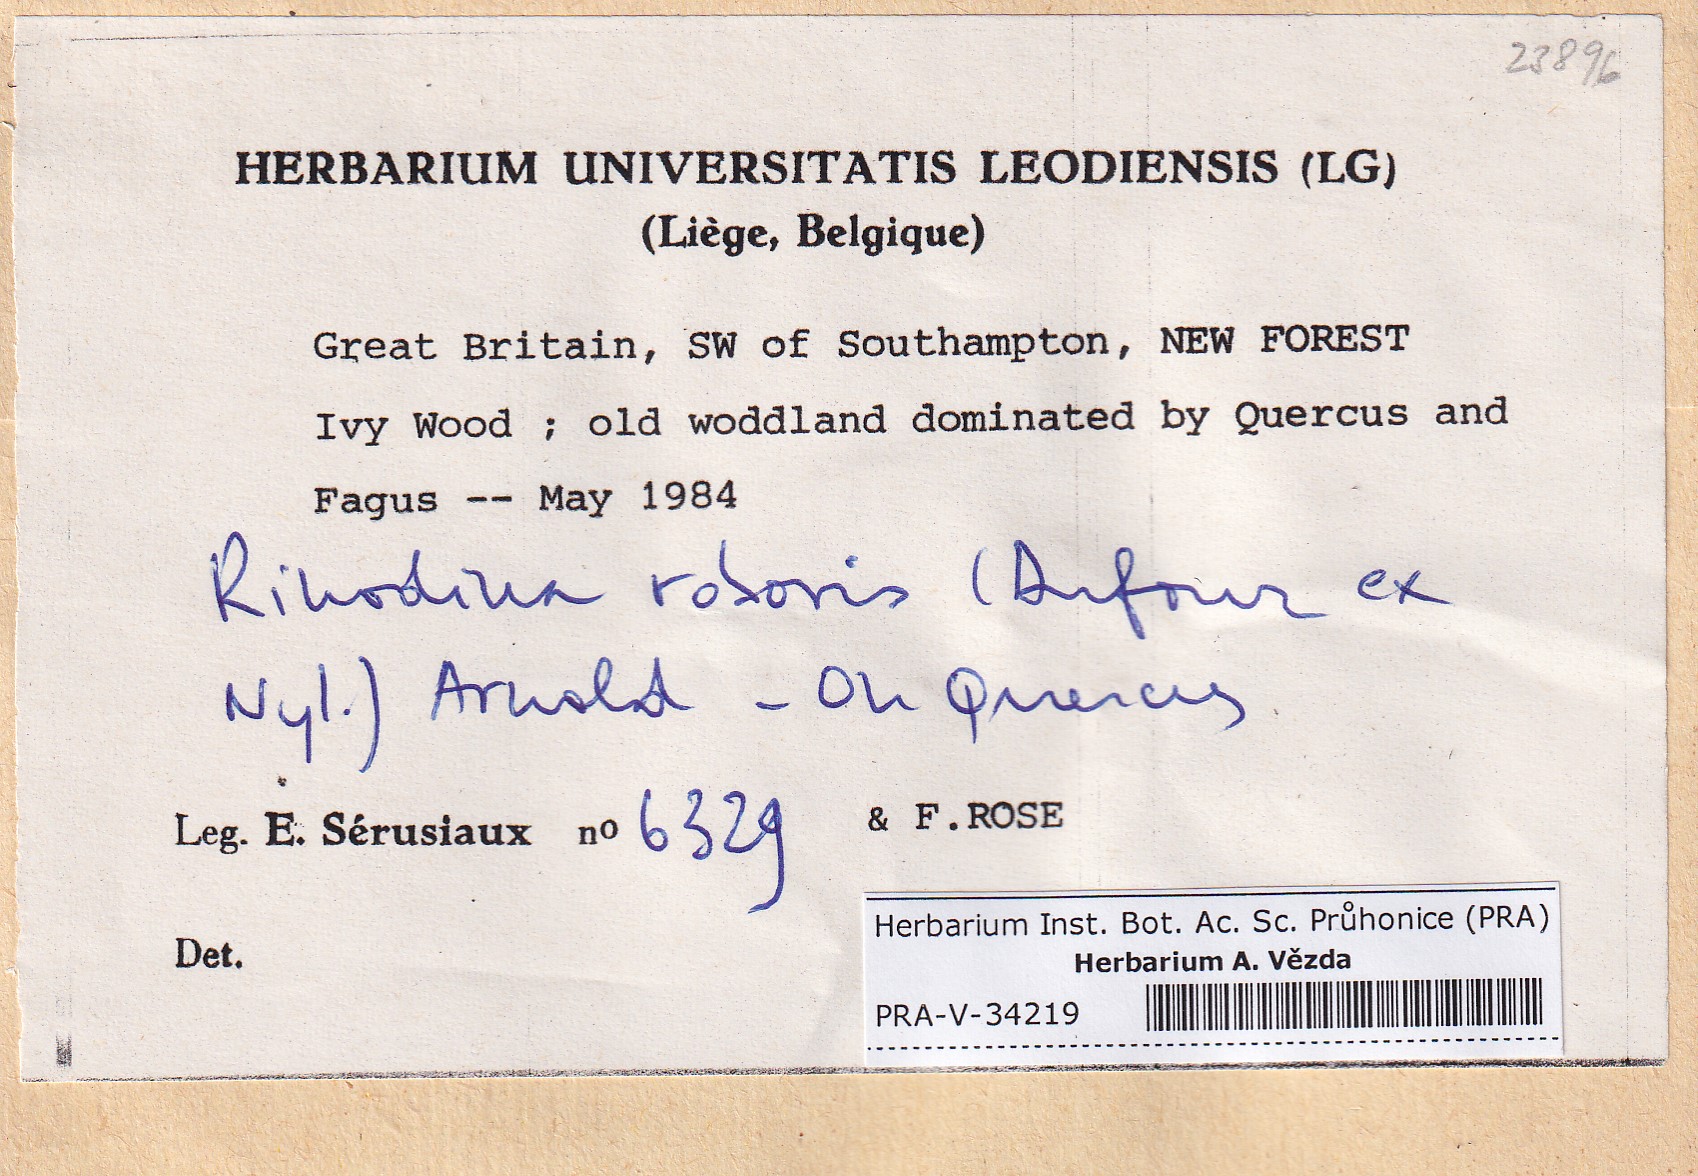 23896
HERBARIUM UNIVERSITATIS LEODIENSIS (LG)
(Liège, Belgique)
Great Britain, SW of Southampton, NEW FOREST
Ivy Wood ; old woddland dominated by Quercus and
Fagus -- May 1984
Rinodina roboris (Dufour ex
Nyl.) Arnold - On Quercus
Leg. E. Sérusiaux no 6329 & F.ROSE
Det.
Herbarium Inst. Bot. Ac. Sc. Průhonice (PRA)
Herbarium A. Vězda
PRA-V-34219